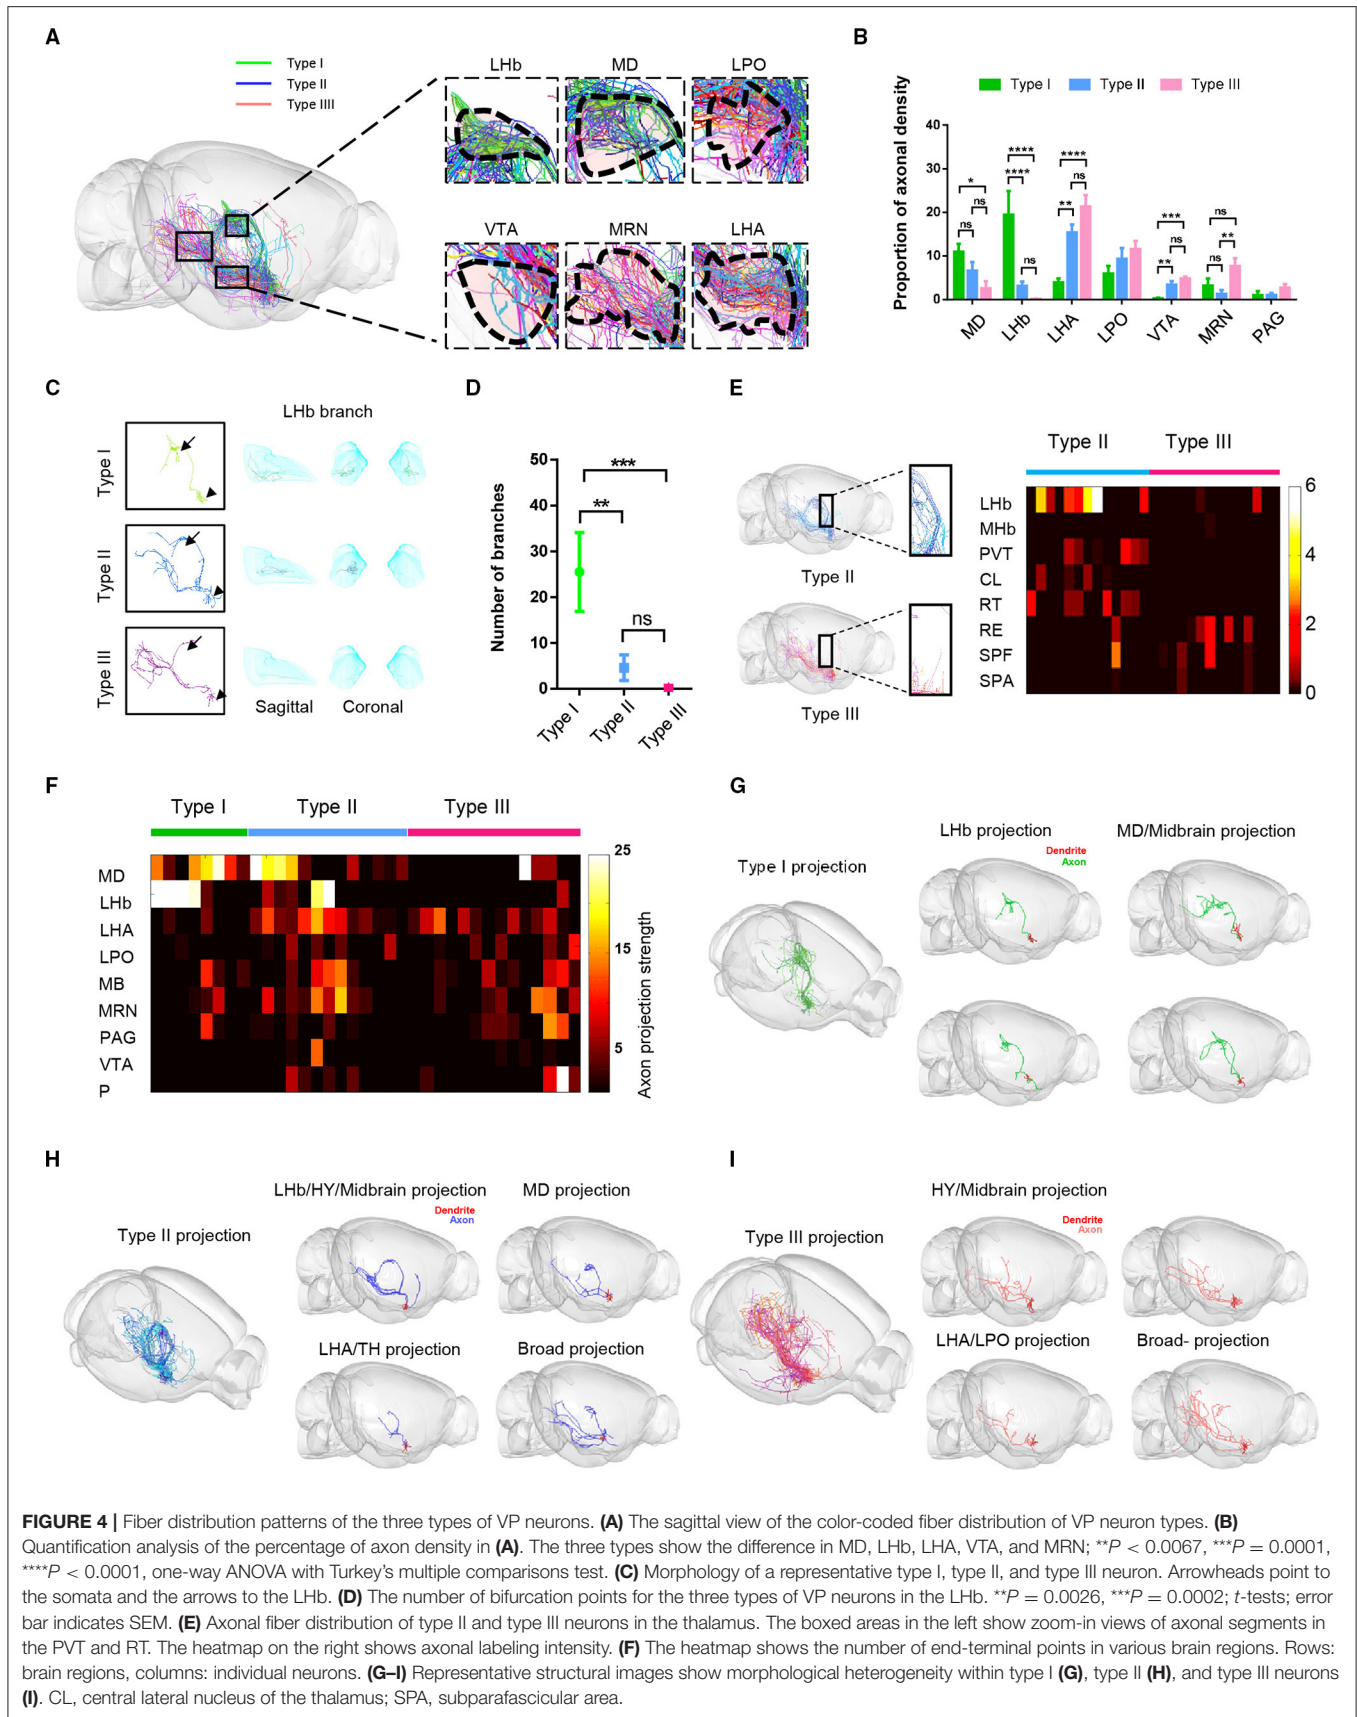 A
Type I
Type II
Type IIII
LHb
MD
LPO
VTA
MRN
LHA
B
Type I
Type II
Type III
Proportion of axonal density
40
30
20
10
0
*
ns
ns
****
****
ns
****
ns
**
***
ns
**
ns
**
ns
MD
LHb
LHA
LPO
VTA
MRN
PAG
C
LHb branch
Type I
Type II
Type III
Sagittal
Coronal
D
Number of branches
50
40
30
20
10
0
***
**
ns
Type I
Type II
Type III
E
Type II
Type III
Type II
Type III
LHb
MHb
PVT
CL
RT
RE
SPF
SPA
6
4
2
0
F
Type I
Type II
Type III
MD
LHb
LHA
LPO
MB
MRN
PAG
VTA
P
25
15
5
Axon projection strength
G
Type I projection
LHb projection
MD/Midbrain projection
Dendrite
Axon
H
Type II projection
LHb/HY/Midbrain projection
MD projection
Dendrite
Axon
LHA/TH projection
Broad projection
I
Type III projection
HY/Midbrain projection
Dendrite
Axon
LHA/LPO projection
Broad- projection
FIGURE 4 | Fiber distribution patterns of the three types of VP neurons. (A) The sagittal view of the color-coded fiber distribution of VP neuron types. (B)
Quantification analysis of the percentage of axon density in (A). The three types show the difference in MD, LHb, LHA, VTA, and MRN; **P < 0.0067, ***P = 0.0001,
****P < 0.0001, one-way ANOVA with Turkey's multiple comparisons test. (C) Morphology of a representative type I, type II, and type III neuron. Arrowheads point to
the somata and the arrows to the LHb. (D) The number of bifurcation points for the three types of VP neurons in the LHb. **P = 0.0026, ***P = 0.0002; t-tests; error
bar indicates SEM. (E) Axonal fiber distribution of type II and type III neurons in the thalamus. The boxed areas in the left show zoom-in views of axonal segments in
the PVT and RT. The heatmap on the right shows axonal labeling intensity. (F) The heatmap shows the number of end-terminal points in various brain regions. Rows:
brain regions, columns: individual neurons. (G–I) Representative structural images show morphological heterogeneity within type I (G), type II (H), and type III neurons
(I). CL, central lateral nucleus of the thalamus; SPA, subparafascicular area.